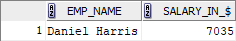 EMP_NAME SALARY_IN_$
1 Daniel Harris 7035